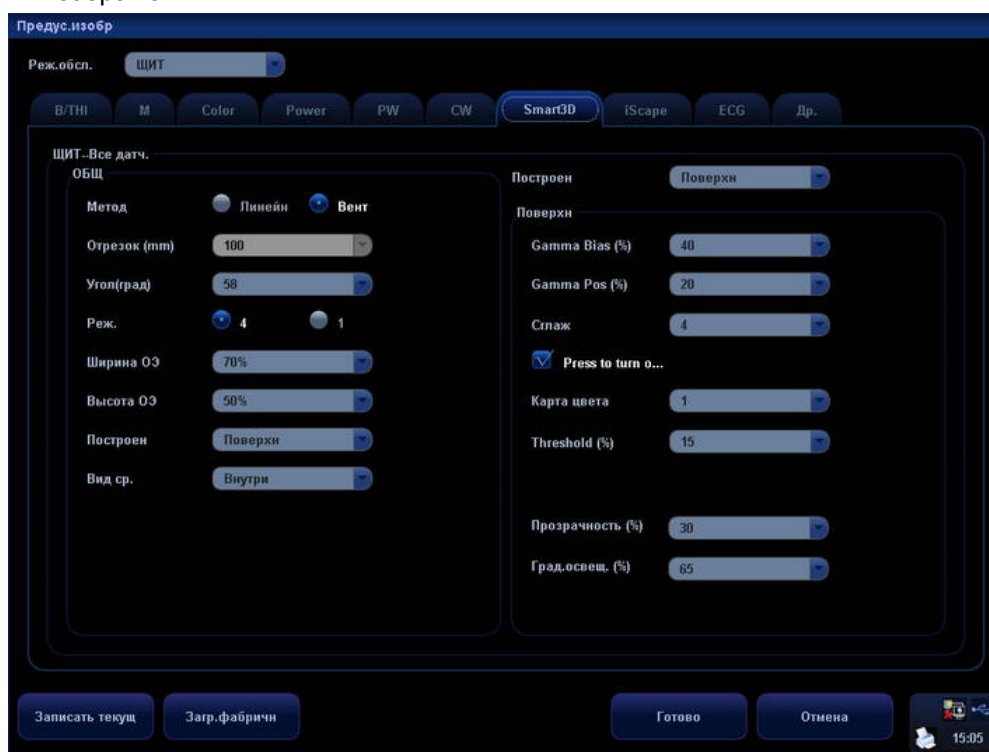 Предус.изобр
Реж.обсл. ЩИТ
B/THI M Color Power PW CW Smart3D iScape ECG Др.
ЩИТ--Все датч.
ОБЩ
Метод Линейн Вент
Отрезок (mm) 100
Угол(град) 58
Реж. 4 1
Ширина ОЭ 70%
Высота ОЭ 50%
Построен Поверхн
Вид ср. Внутри
Построен Поверхн
Поверхн
Gamma Bias (%) 40
Gamma Pos (%) 20
Сглаж 4
Press to turn o...
Карта цвета 1
Threshold (%) 15
Прозрачность (%) 30
Град.освещ. (%) 65
Записать текущ Загр.фабричн Готово Отмена
15:05